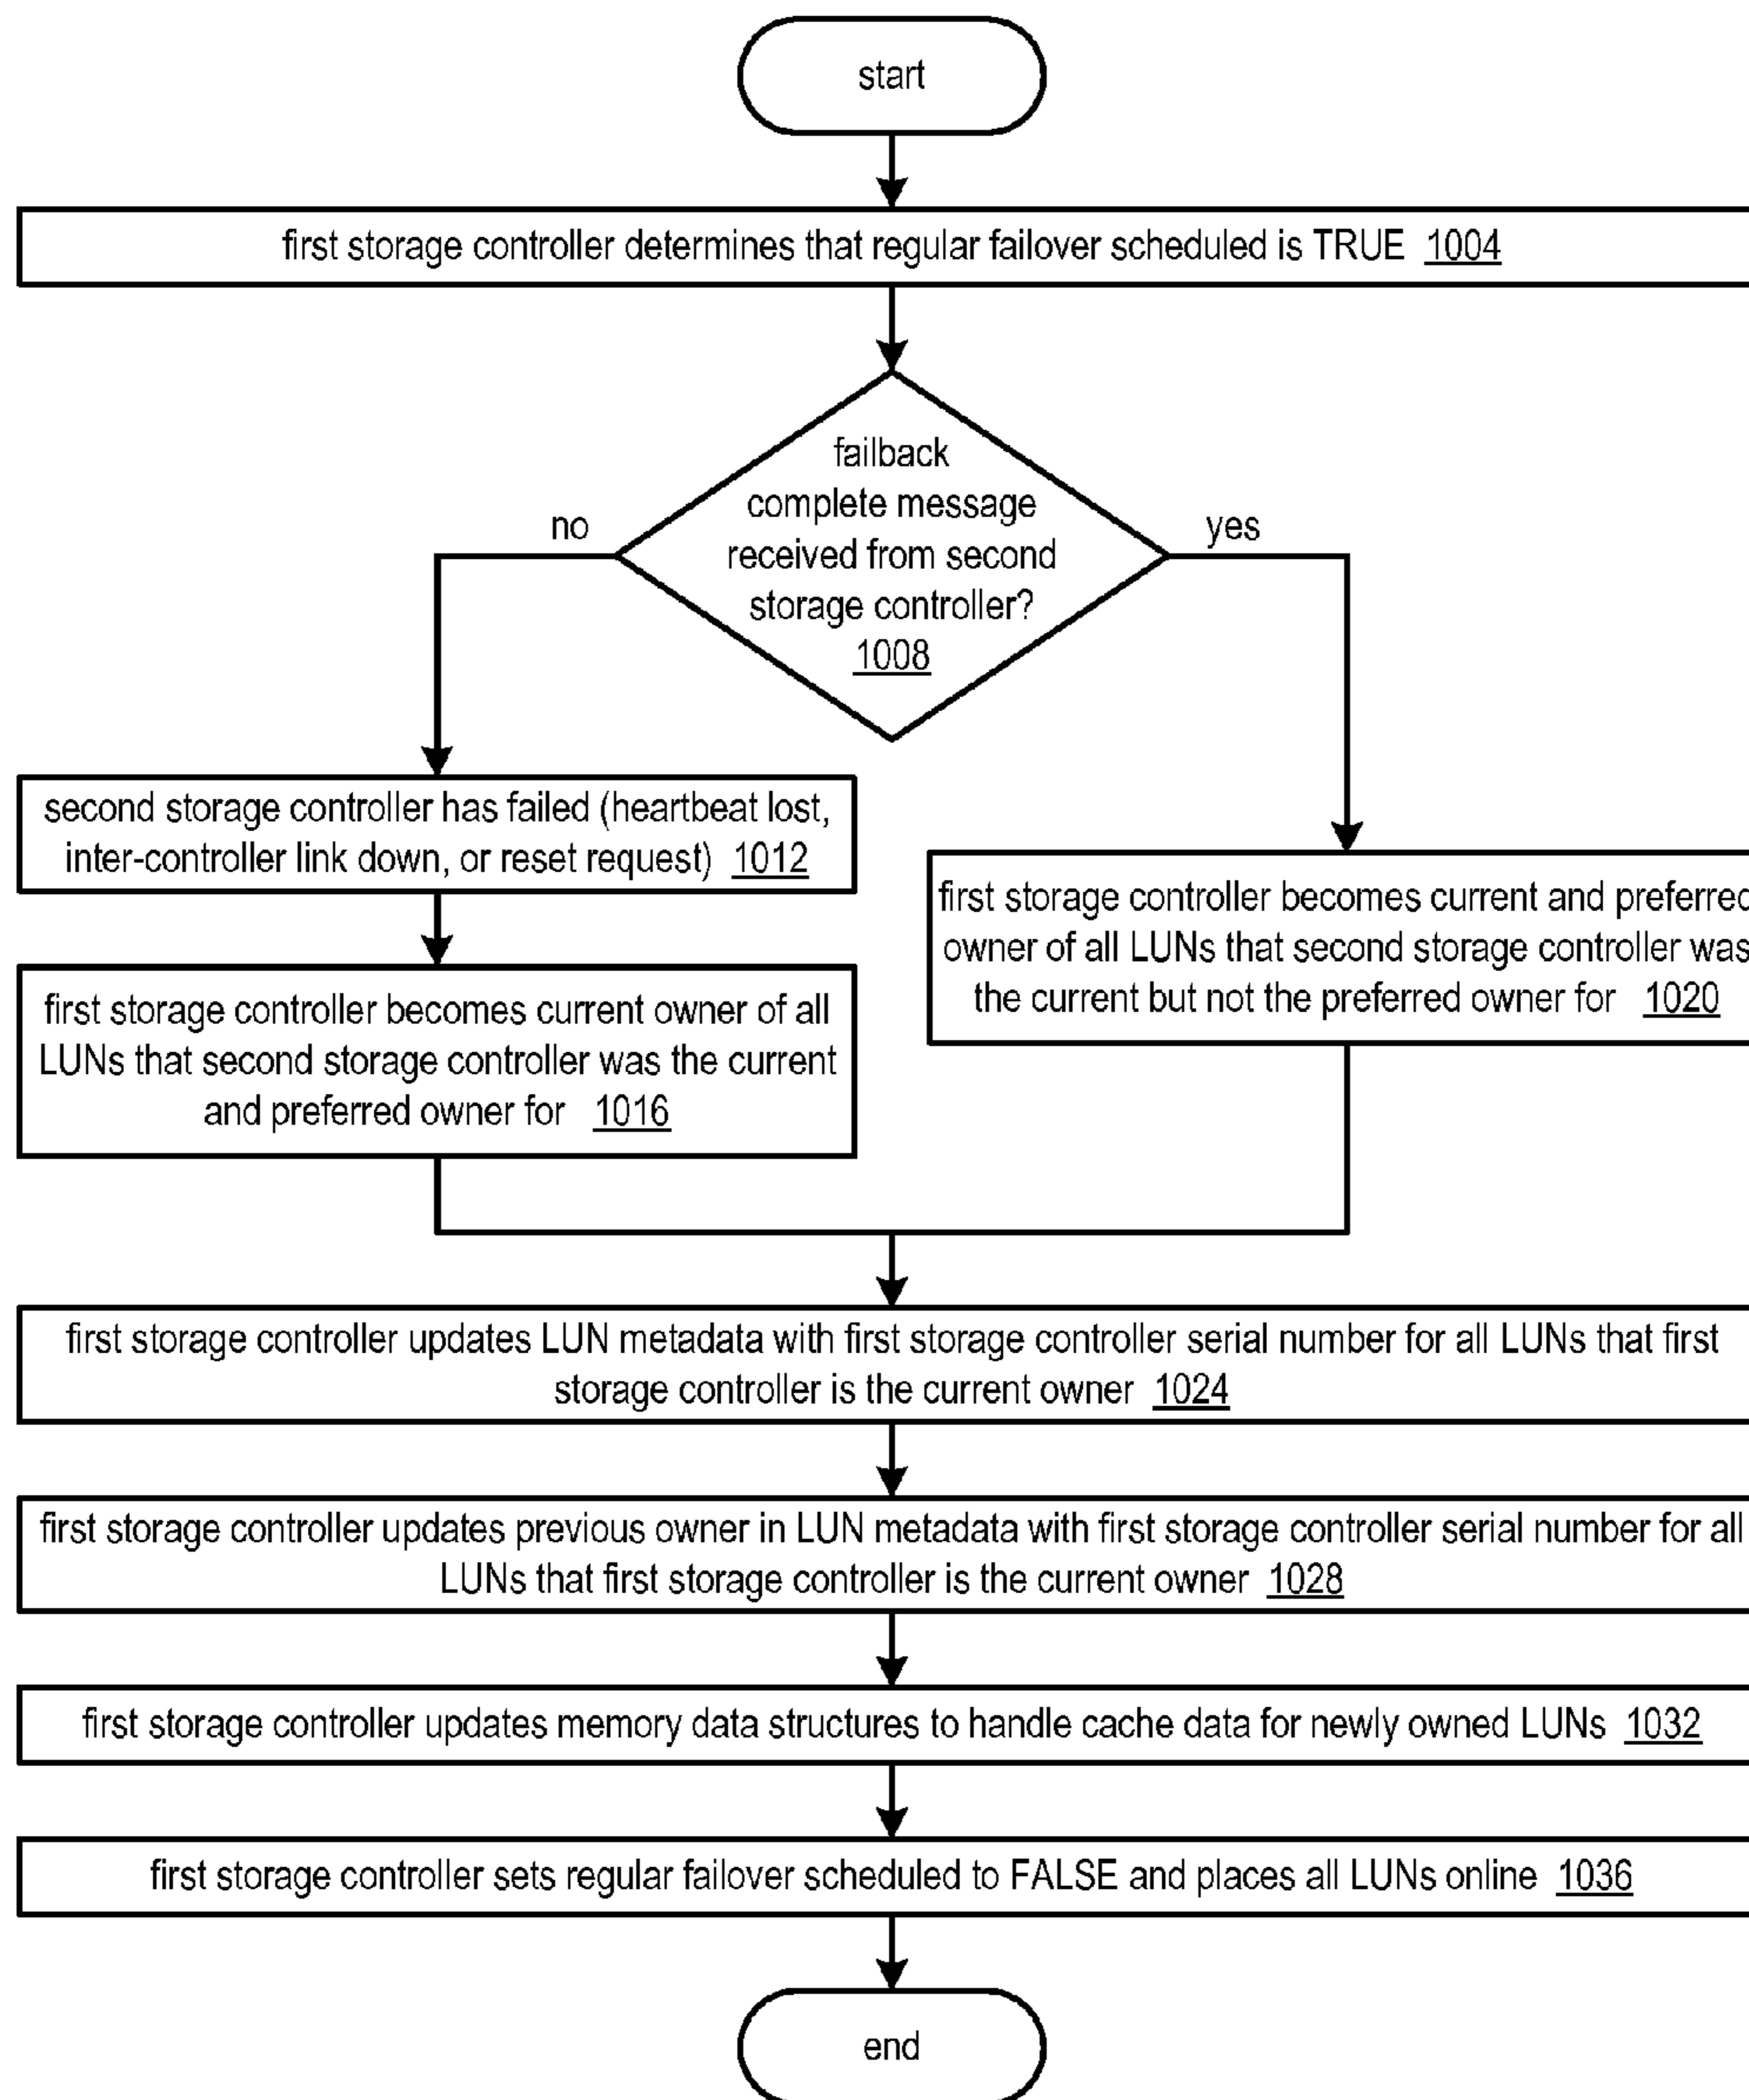 start
first storage controller determines that regular failover scheduled is TRUE 1004
failback
complete message
received from second
storage controller?
1008
no
yes
second storage controller has failed (heartbeat lost,
inter-controller link down, or reset request) 1012
first storage controller becomes current and preferred
owner of all LUNs that second storage controller was
the current but not the preferred owner for 1020
first storage controller becomes current owner of all
LUNs that second storage controller was the current
and preferred owner for 1016
first storage controller updates LUN metadata with first storage controller serial number for all LUNs that first
storage controller is the current owner 1024
first storage controller updates previous owner in LUN metadata with first storage controller serial number for all
LUNs that first storage controller is the current owner 1028
first storage controller updates memory data structures to handle cache data for newly owned LUNs 1032
first storage controller sets regular failover scheduled to FALSE and places all LUNs online 1036
end